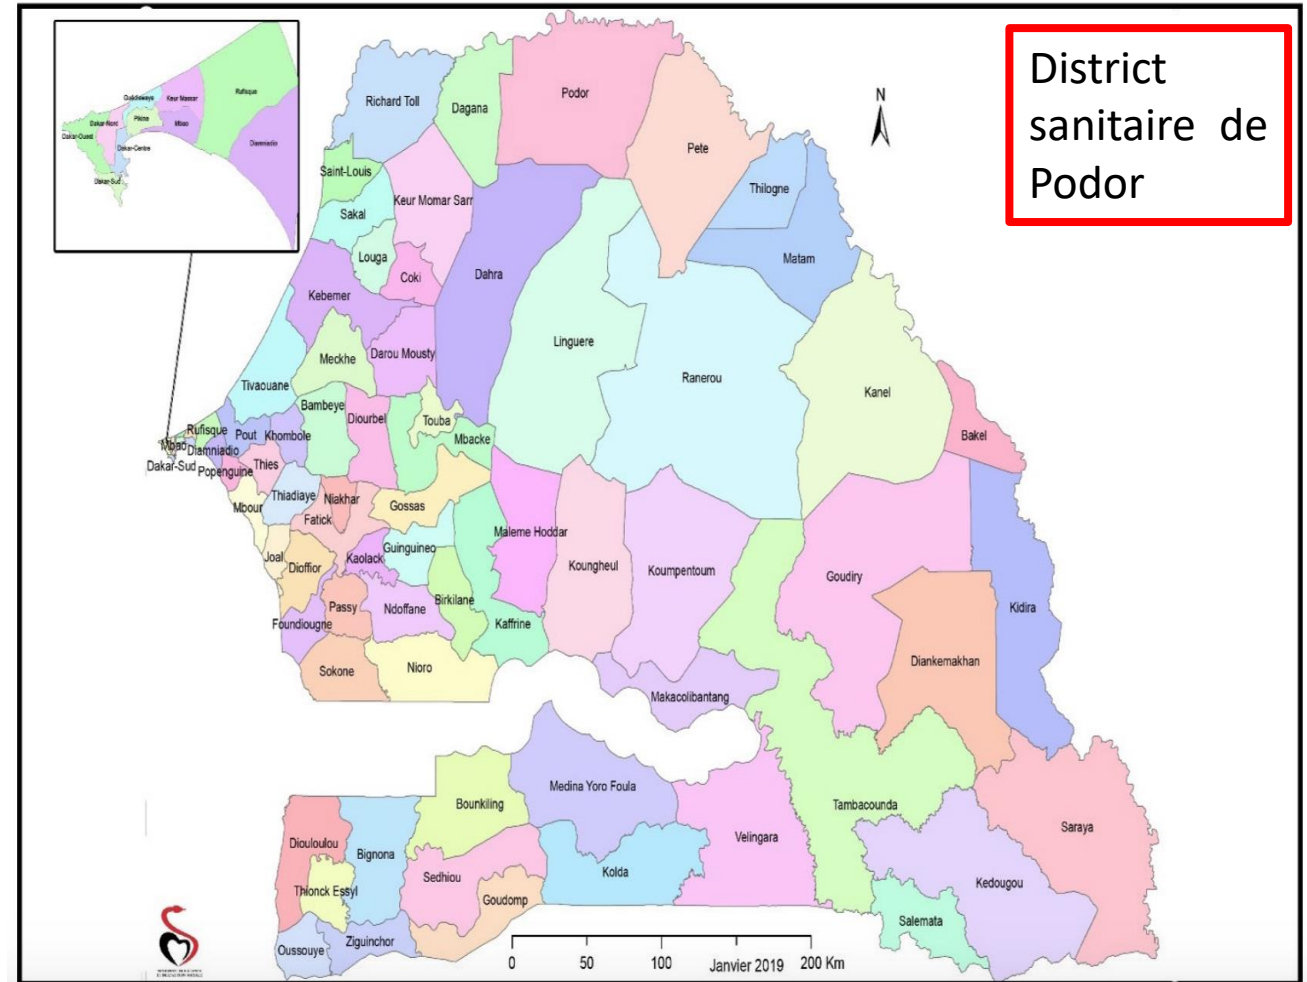 District
sanitaire de
Podor
N
Guédiawaye
Keur Massar
Rufisque
Dakar-Nord
Pikine
Mbao
Dakar-Ouest
Dakar-Centre
Diamniadio
Dakar-Sud
Richard Toll
Dagana
Podor
Pete
Thilogne
Saint-Louis
Sakal
Keur Momar Sarr
Louga
Coki
Dahra
Matam
Kebemer
Linguere
Meckhe
Darou Mousty
Ranerou
Tivaouane
Kanel
Bambeye
Diourbel
Touba
Mbacke
Bakel
Rufisque
Pout
Khombole
Mbao
Diamniadio
Dakar-Sud
Popenguine
Thies
Thiadiaye
Niakhar
Mbour
Fatick
Gossas
Maleme Hoddar
Joal
Dioffior
Kaolack
Guinguineo
Koungheul
Koumpentoum
Goudiry
Passy
Ndoffane
Birkilane
Kidira
Foundiougne
Kaffrine
Sokone
Nioro
Diankemakhan
Makacolibantang
Medina Yoro Foula
Bounkiling
Tambacounda
Saraya
Diouloulou
Bignona
Velingara
Thionck Essyl
Sedhiou
Kolda
Goudomp
Kedougou
Salemata
Oussouye
Ziguinchor
0 50 100 Janvier 2019 200 Km